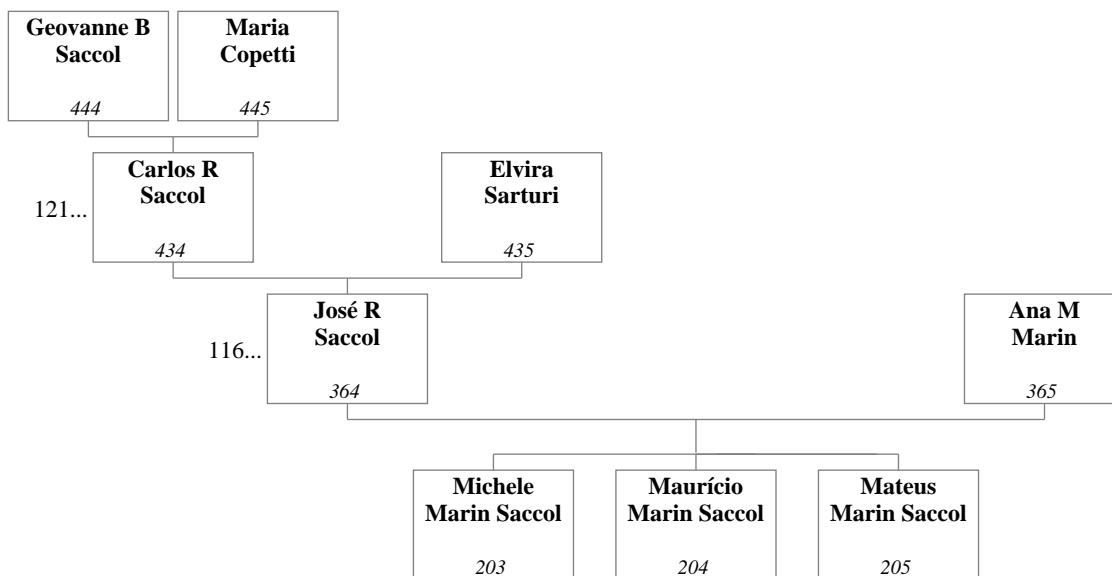 Geovanne B
Saccol
444
Maria
Copetti
445
121...
Carlos R
Saccol
434
Elvira
Sarturi
435
116...
José R
Saccol
364
Ana M
Marin
365
Michele
Marin Saccol
203
Maurício
Marin Saccol
204
Mateus
Marin Saccol
205